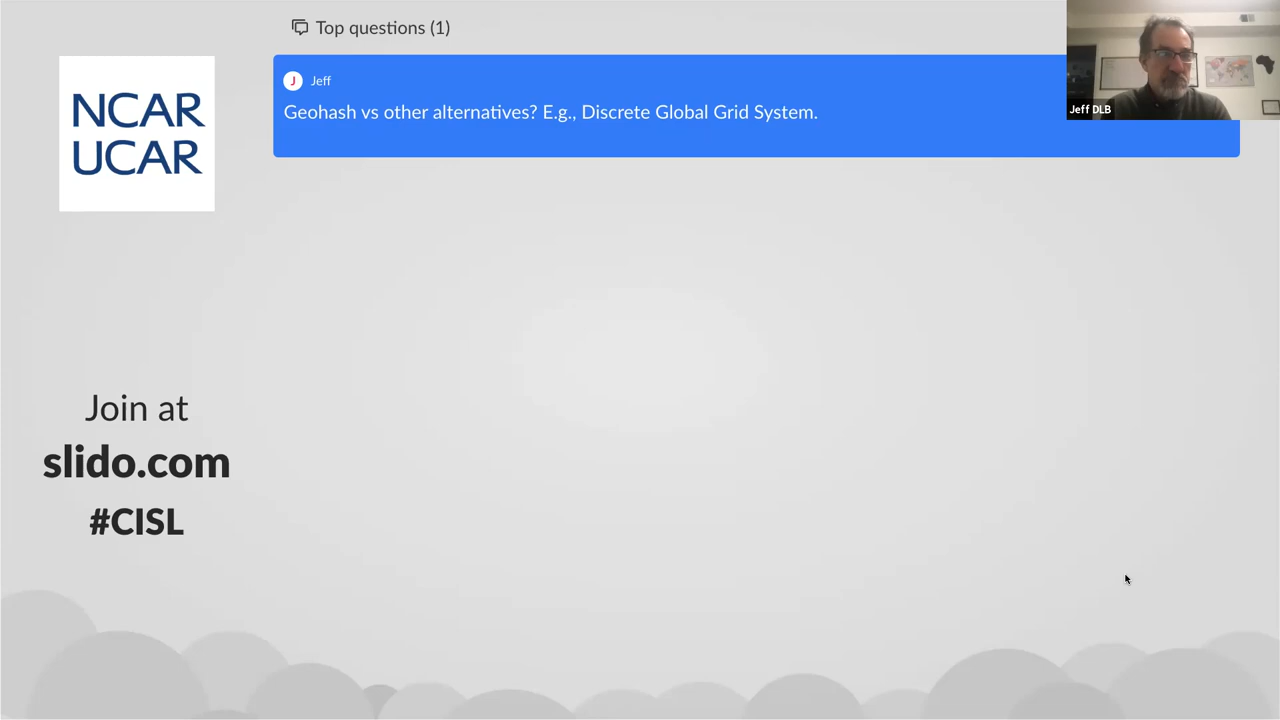 Top questions (1)
NCAR
UCAR
J Jeff
Geohash vs other alternatives? E.g., Discrete Global Grid System.
Jeff DLB
Join at
slido.com
#CISL